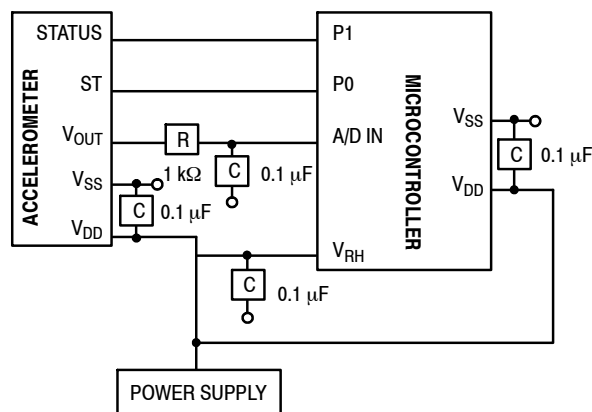 ACCELEROMETER
STATUS
ST
VOUT
VSS
VDD
R
1 kΩ
C
0.1 μF
C
0.1 μF
C
0.1 μF
P1
P0
A/D IN
VRH
MICROCONTROLLER
VSS
VDD
C
0.1 μF
POWER SUPPLY